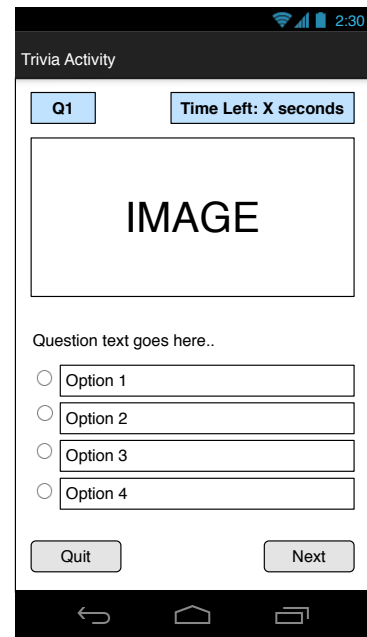 2:30
Trivia Activity
Q1 Time Left: X seconds
IMAGE
Question text goes here..
Option 1
Option 2
Option 3
Option 4
Quit Next